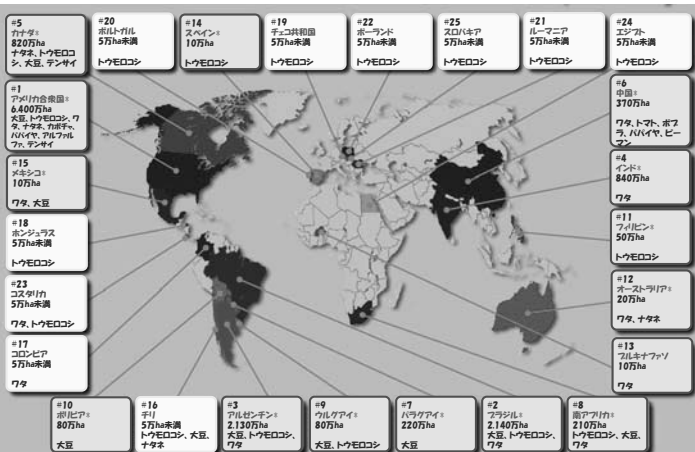 #5
カナダ※
820万ha
ナタネ、トウモロコ
シ、大豆、テンサイ
#20
ポルトガル
5万ha未満
トウモロコシ
#14
スペイン※
10万ha
トウモロコシ
#19
チェコ共和国
5万ha未満
トウモロコシ
#22
ポーランド
5万ha未満
トウモロコシ
#25
スロバキア
5万ha未満
トウモロコシ
#21
ルーマニア
5万ha未満
トウモロコシ
#24
エジプト
5万ha未満
トウモロコシ
#1
アメリカ合衆国※
6.400万ha
大豆、トウモロコシ、ワ
タ、ナタネ、カボチャ、
パパイヤ、アルファル
ファ、テンサイ
#6
中国※
370万ha
ワタ、トマト、ポプ
ラ、パパイヤ、ピー
マン
#15
メキシコ※
10万ha
ワタ、大豆
#4
インド※
840万ha
ワタ
#18
ホンジュラス
5万ha未満
トウモロコシ
#11
フィリピン※
50万ha
トウモロコシ
#23
コスタリカ
5万ha未満
ワタ、トウモロコシ
#12
オーストラリア※
20万ha
ワタ、ナタネ
#17
コロンビア
5万ha未満
ワタ
#13
ブルキナファソ
10万ha
ワタ
#10
ボリビア※
80万ha
大豆
#16
チリ
5万ha未満
トウモロコシ、大豆、
ナタネ
#3
アルゼンチン※
2.130万ha
大豆、トウモロコシ、
ワタ
#9
ウルグアイ※
80万ha
大豆、トウモロコシ
#7
パラグアイ※
220万ha
大豆
#2
ブラジル※
2.140万ha
大豆、トウモロコシ、
ワタ
#8
南アフリカ※
210万ha
トウモロコシ、大豆、
ワタ